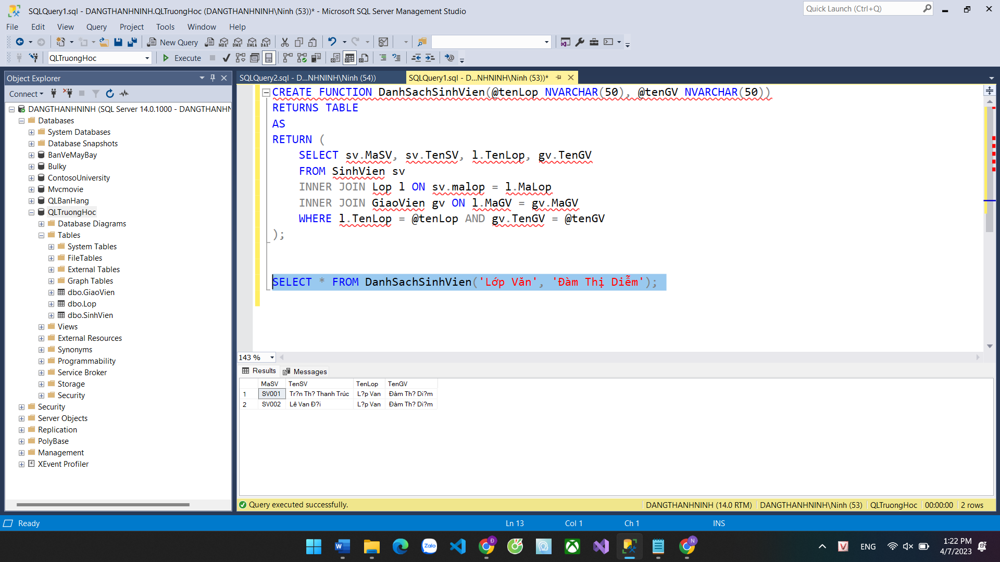 SQLQuery1.sql - DANGTHANHNINH.QLTruongHoc (DANGTHANHNINH\Ninh (53))* - Microsoft SQL Server Management Studio
Quick Launch (Ctrl+Q)
File Edit View Query Project Tools Window Help
New Query MDX DMX XMLA DAX
QLTruongHoc Execute
Object Explorer
Connect
DANGTHANHNINH (SQL Server 14.0.1000 - DANGTHANHN
Databases
System Databases
Database Snapshots
BanVeMayBay
Bulky
ContosoUniversity
Mvcmovie
QLBanHang
QLTruongHoc
Database Diagrams
Tables
System Tables
FileTables
External Tables
Graph Tables
dbo.GiaoVien
dbo.Lop
dbo.SinhVien
Views
External Resources
Synonyms
Programmability
Service Broker
Storage
Security
Security
Server Objects
Replication
PolyBase
Management
XEvent Profiler
SQLQuery2.sql - D...NHNINH\Ninh (54))
SQLQuery1.sql - D...NHNINH\Ninh (53))*
CREATE FUNCTION DanhSachSinhVien(@tenLop NVARCHAR(50), @tenGV NVARCHAR(50))
RETURNS TABLE
AS
RETURN (
SELECT sv.MaSV, sv.TenSV, l.TenLop, gv.TenGV
FROM SinhVien sv
INNER JOIN Lop l ON sv.malop = l.MaLop
INNER JOIN GiaoVien gv ON l.MaGV = gv.MaGV
WHERE l.TenLop = @tenLop AND gv.TenGV = @tenGV
);
SELECT * FROM DanhSachSinhVien('Lớp Văn', 'Đàm Thị Diễm');
143 %
Results Messages
MaSV TenSV TenLop TenGV
1 SV001 Tr?n Th? Thanh Trúc L?p Van Đàm Th? Di?m
2 SV002 Lê Van Đ?i L?p Van Đàm Th? Di?m
Query executed successfully.
DANGTHANHNINH (14.0 RTM) DANGTHANHNINH\Ninh (53) QLTruongHoc 00:00:00 2 rows
Ready Ln 13 Col 1 Ch 1 INS
Zalo
Đ
N
V
ENG
1:22 PM
4/7/2023